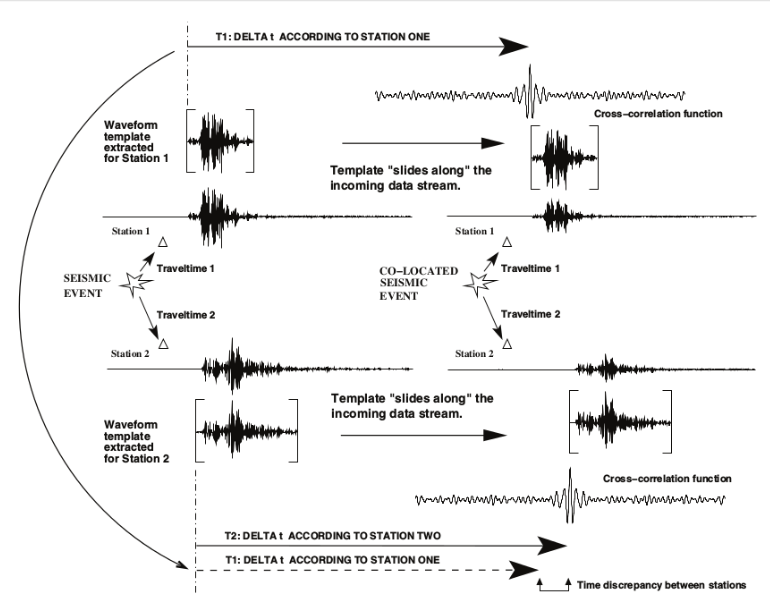 T1: DELTA t ACCORDING TO STATION ONE
Cross-correlation function
Waveform
template
extracted
for Station 1
Template "slides along" the
incoming data stream.
Station 1
Station 1
Traveltime 1
Traveltime 1
SEISMIC
EVENT
CO-LOCATED
SEISMIC
EVENT
Traveltime 2
Traveltime 2
Station 2
Station 2
Template "slides along" the
incoming data stream.
Waveform
template
extracted
for Station 2
Cross-correlation function
T2: DELTA t ACCORDING TO STATION TWO
T1: DELTA t ACCORDING TO STATION ONE
Time discrepancy between stations